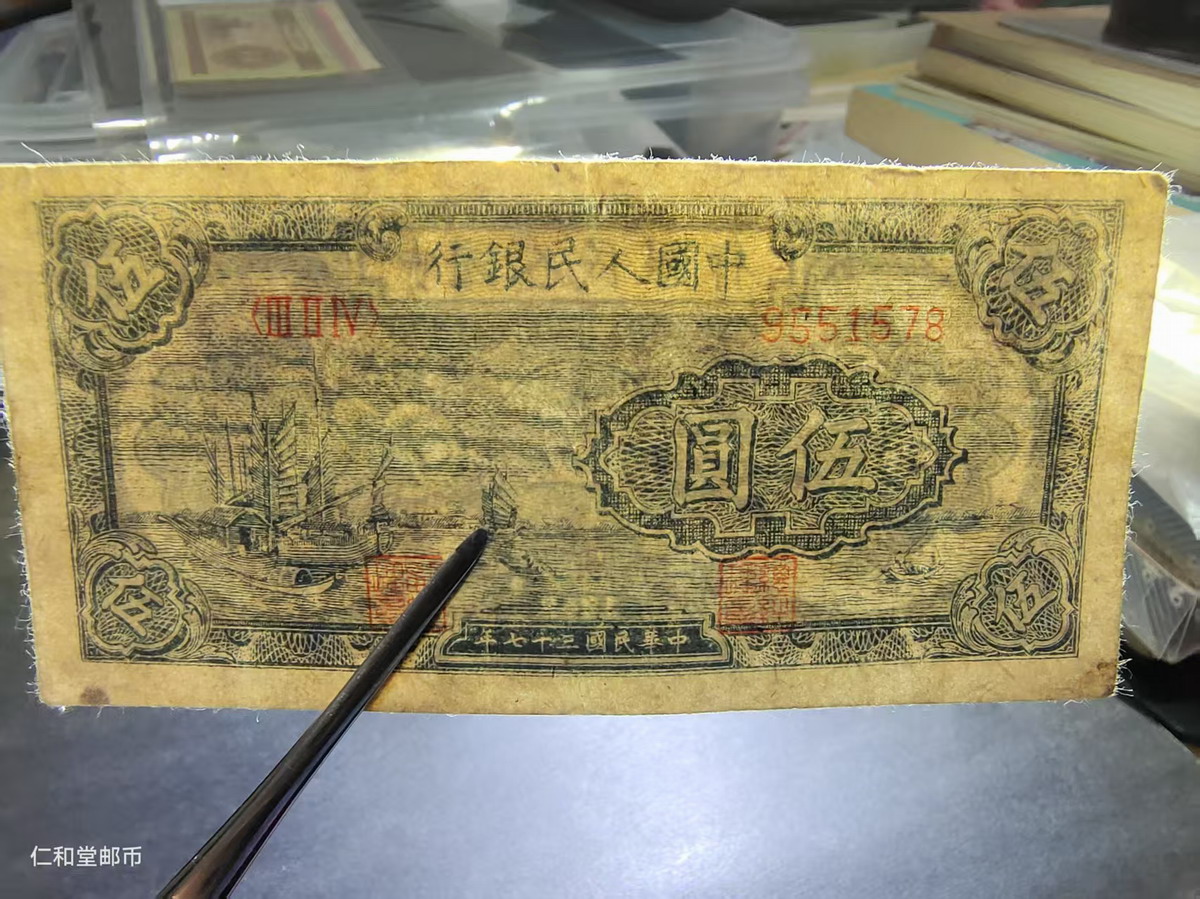 中國人民銀行
〈III II IV〉 9551578
伍圓
中華民國三十七年
伍
伍
伍
伍
仁和堂邮币